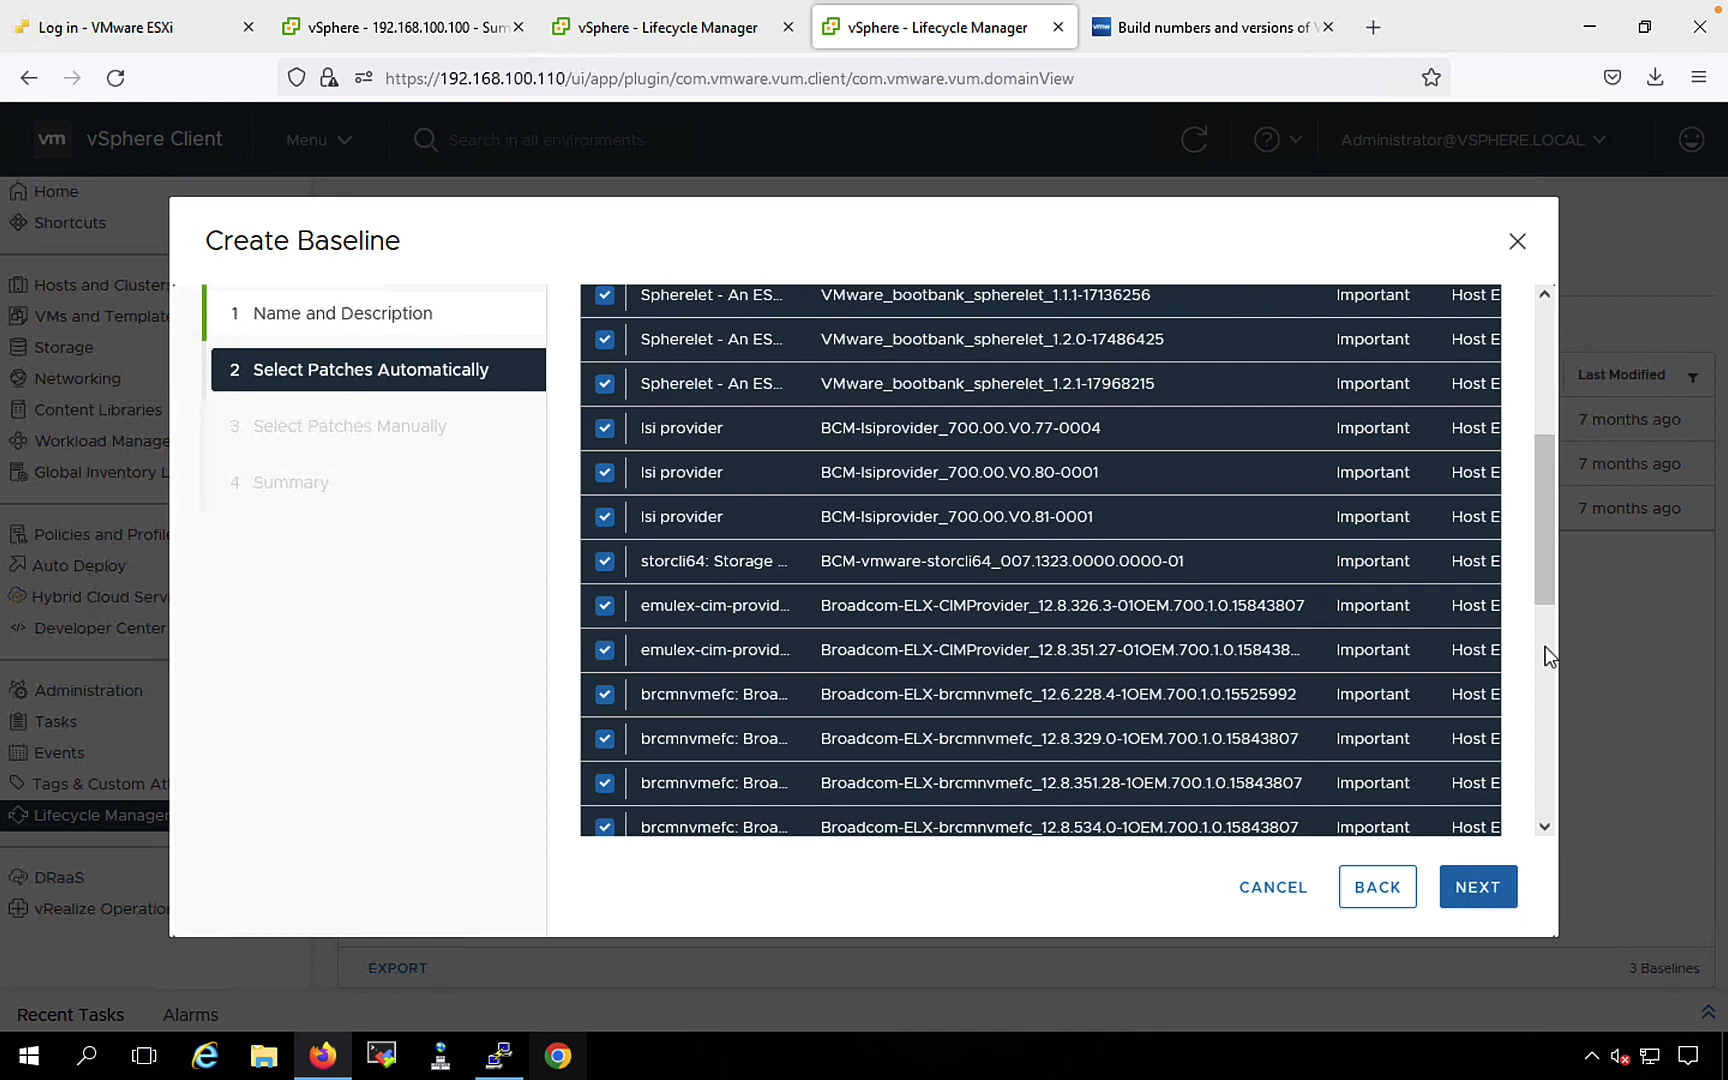 Log in - VMware ESXi
vSphere - 192.168.100.100 - Sum
vSphere - Lifecycle Manager
vSphere - Lifecycle Manager
vmw
Build numbers and versions of V
https://192.168.100.110/ui/app/plugin/com.vmware.vum.client/com.vmware.vum.domainView
vm
vSphere Client
Menu
Search in all environments
Administrator@VSPHERE.LOCAL
Home
Shortcuts
Hosts and Clusters
VMs and Template
Storage
Networking
Content Libraries
Workload Manage
Global Inventory L
Policies and Profile
Auto Deploy
Hybrid Cloud Servi
Developer Center
Administration
Tasks
Events
Tags & Custom Att
Lifecycle Manager
DRaaS
vRealize Operation
Create Baseline
1 Name and Description
2 Select Patches Automatically
3 Select Patches Manually
4 Summary
Spherelet - An ES... VMware_bootbank_spherelet_1.1.1-17136256 Important Host E
Spherelet - An ES... VMware_bootbank_spherelet_1.2.0-17486425 Important Host E
Spherelet - An ES... VMware_bootbank_spherelet_1.2.1-17968215 Important Host E
lsi provider BCM-lsiprovider_700.00.V0.77-0004 Important Host E
lsi provider BCM-lsiprovider_700.00.V0.80-0001 Important Host E
lsi provider BCM-lsiprovider_700.00.V0.81-0001 Important Host E
storcli64: Storage ... BCM-vmware-storcli64_007.1323.0000.0000-01 Important Host E
emulex-cim-provid... Broadcom-ELX-CIMProvider_12.8.326.3-01OEM.700.1.0.15843807 Important Host E
emulex-cim-provid... Broadcom-ELX-CIMProvider_12.8.351.27-01OEM.700.1.0.158438... Important Host E
brcmnvmefc: Broa... Broadcom-ELX-brcmnvmefc_12.6.228.4-1OEM.700.1.0.15525992 Important Host E
brcmnvmefc: Broa... Broadcom-ELX-brcmnvmefc_12.8.329.0-1OEM.700.1.0.15843807 Important Host E
brcmnvmefc: Broa... Broadcom-ELX-brcmnvmefc_12.8.351.28-1OEM.700.1.0.15843807 Important Host E
brcmnvmefc: Broa... Broadcom-ELX-brcmnvmefc_12.8.534.0-1OEM.700.1.0.15843807 Important Host E
CANCEL
BACK
NEXT
Last Modified
7 months ago
7 months ago
7 months ago
EXPORT
3 Baselines
Recent Tasks
Alarms